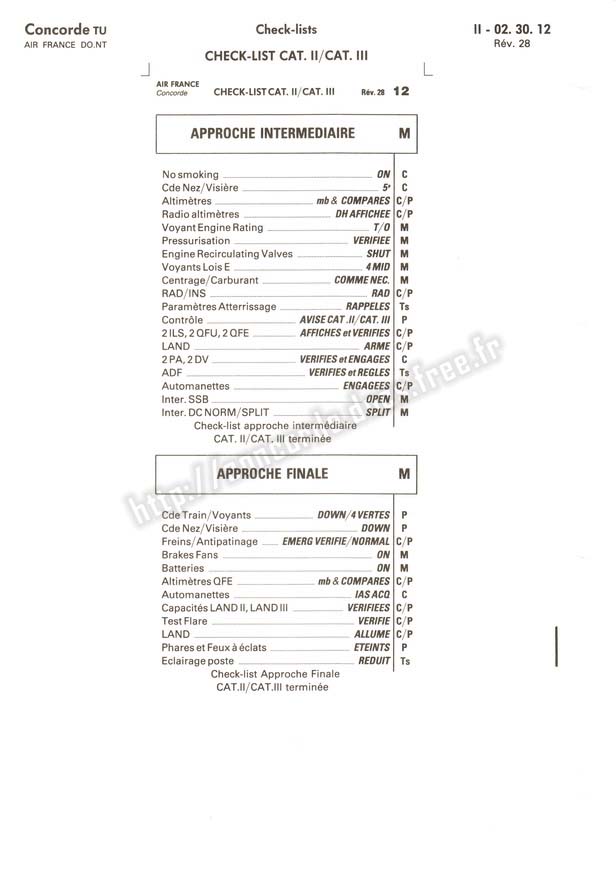 Concorde TU
AIR FRANCE DO.NT
Check-lists
II - 02. 30. 12
Rév. 28
CHECK-LIST CAT. II/CAT. III
AIR FRANCE
Concorde
CHECK-LIST CAT. II/CAT. III Rév. 28 12
APPROCHE INTERMEDIAIRE M
No smoking ON C
Cde Nez/Visière 5° C
Altimètres mb & COMPARES C/P
Radio altimètres DH AFFICHEE C/P
Voyant Engine Rating T/O M
Pressurisation VERIFIEE M
Engine Recirculating Valves SHUT M
Voyants Lois E 4 MID M
Centrage/Carburant COMME NEC. M
RAD/INS RAD C/P
Paramètres Atterrissage RAPPELES Ts
Contrôle AVISE CAT .II/CAT. III P
2 ILS, 2 QFU, 2 QFE AFFICHES et VERIFIES C/P
LAND ARME C/P
2 PA, 2 DV VERIFIES et ENGAGES C
ADF VERIFIES et REGLES Ts
Automanettes ENGAGEES C/P
Inter. SSB OPEN M
Inter. DC NORM/SPLIT SPLIT M
Check-list approche intermédiaire
CAT. II/CAT. III terminée
APPROCHE FINALE M
Cde Train/Voyants DOWN/4 VERTES P
Cde Nez/Visière DOWN P
Freins/Antipatinage EMERG VERIFIE/NORMAL C/P
Brakes Fans ON M
Batteries ON M
Altimètres QFE mb & COMPARES C/P
Automanettes IAS ACQ C
Capacités LAND II, LAND III VERIFIEES C/P
Test Flare VERIFIE C/P
LAND ALLUME C/P
Phares et Feux à éclats ETEINTS P
Eclairage poste REDUIT Ts
Check-list Approche Finale
CAT.II/CAT.III terminée